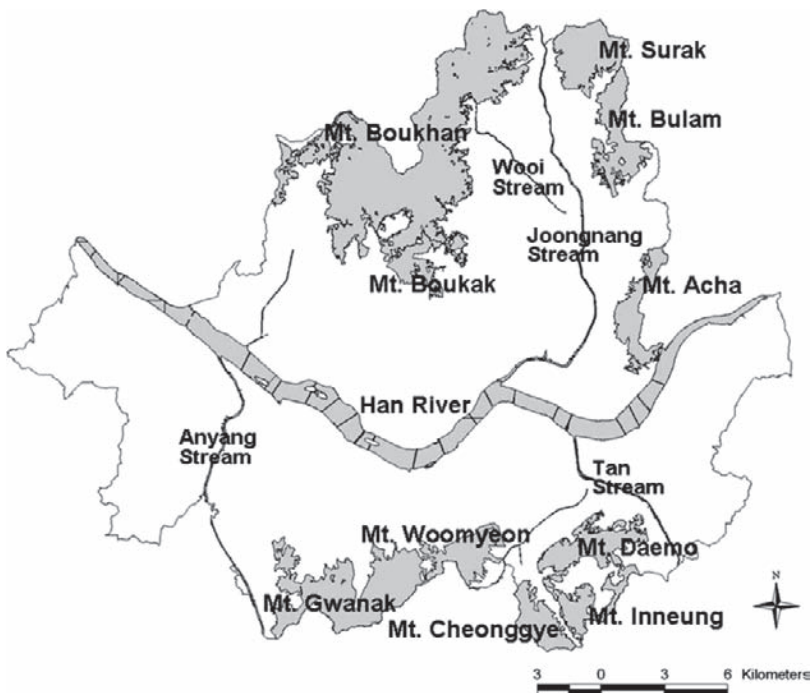 Mt. Surak
Mt. Bulam
Mt. Boukhan
Wooi
Stream
Joongnang
Stream
Mt. Boukak
Mt. Acha
Han River
Anyang
Stream
Tan
Stream
Mt. Woomyeon
Mt. Daemo
Mt. Gwanak
Mt. Inneung
Mt. Cheonggye
N
3 0 3 6 Kilometers